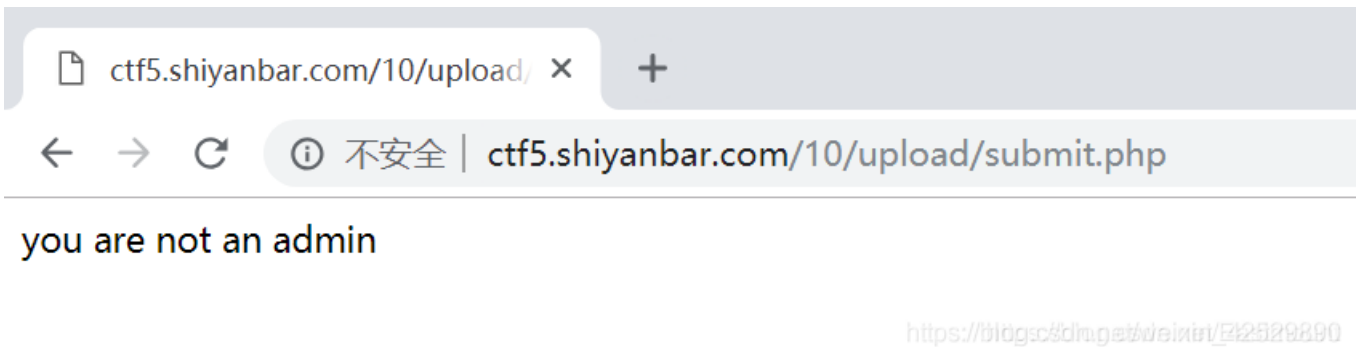 ctf5.shiyanbar.com/10/upload/
不安全 | ctf5.shiyanbar.com/10/upload/submit.php
you are not an admin